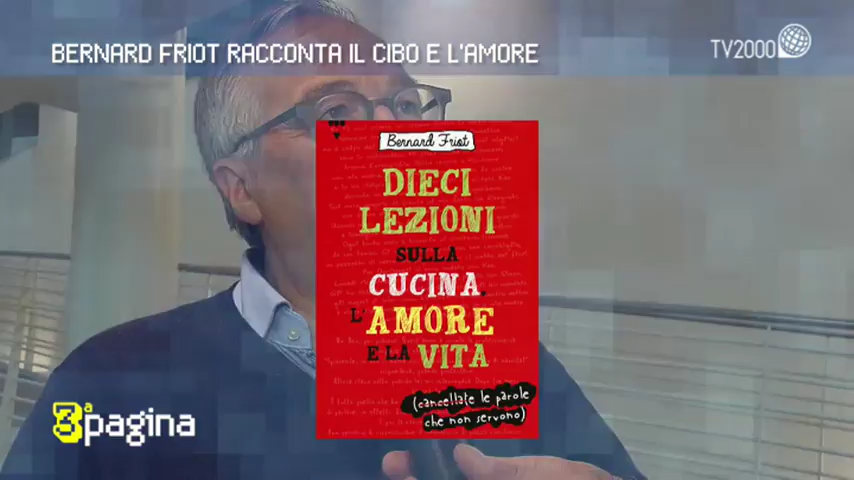 BERNARD FRIOT RACCONTA IL CIBO E L'AMORE
TV2000
Bernard Friot
DIECI
LEZIONI
SULLA
CUCINA,
L'AMORE
E LA VITA
(cancellate le parole
che non servono)
3ª pagina